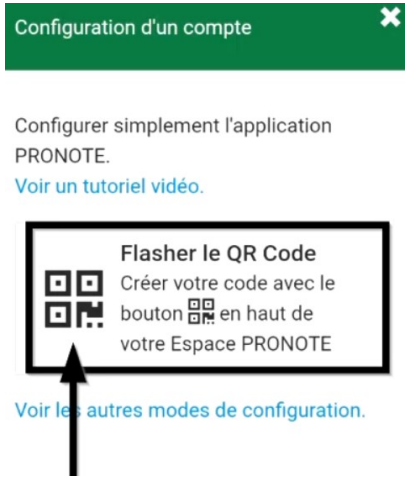 Configuration d'un compte
Configurer simplement l'application
PRONOTE.
Voir un tutoriel vidéo.
Flasher le QR Code
Créer votre code avec le
bouton en haut de
votre Espace PRONOTE
Voir les autres modes de configuration.